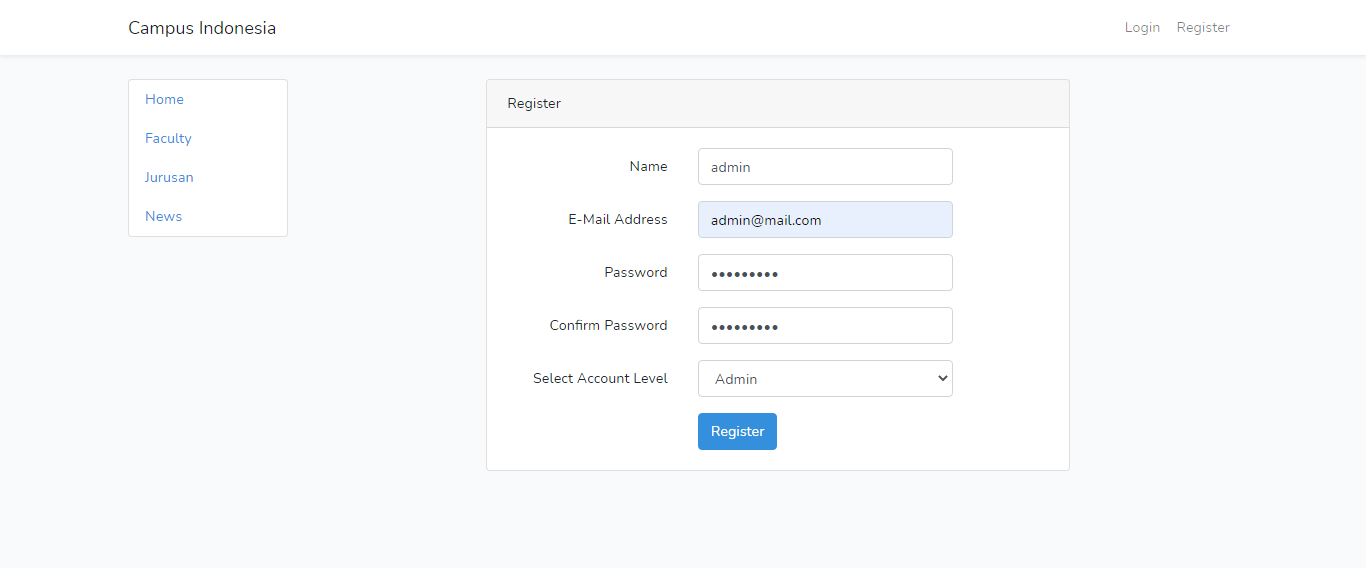 Campus Indonesia
Login Register
Home
Faculty
Jurusan
News
Register
Name admin
E-Mail Address admin@mail.com
Password •••••••••
Confirm Password •••••••••
Select Account Level Admin
Register